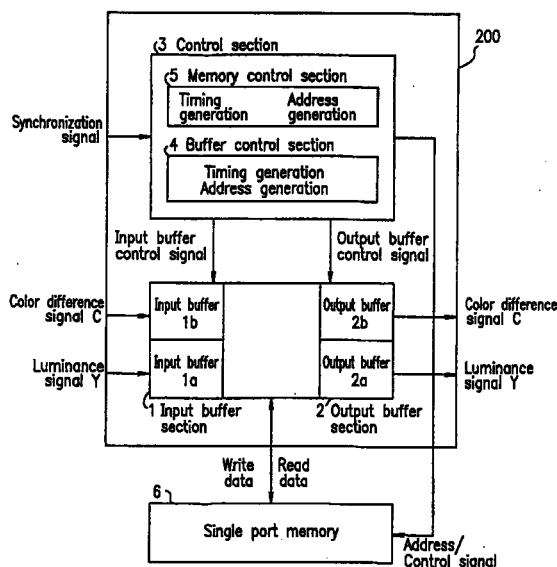 200
3 Control section
5 Memory control section
Timing generation
Address generation
Synchronization signal
4 Buffer control section
Timing generation
Address generation
Input buffer control signal
Output buffer control signal
Color difference signal C
Input buffer 1b
Output buffer 2b
Color difference signal C
Luminance signal Y
Input buffer 1a
Output buffer 2a
Luminance signal Y
1 Input buffer section
2 Output buffer section
Write data
Read data
6
Single port memory
Address/
Control signal